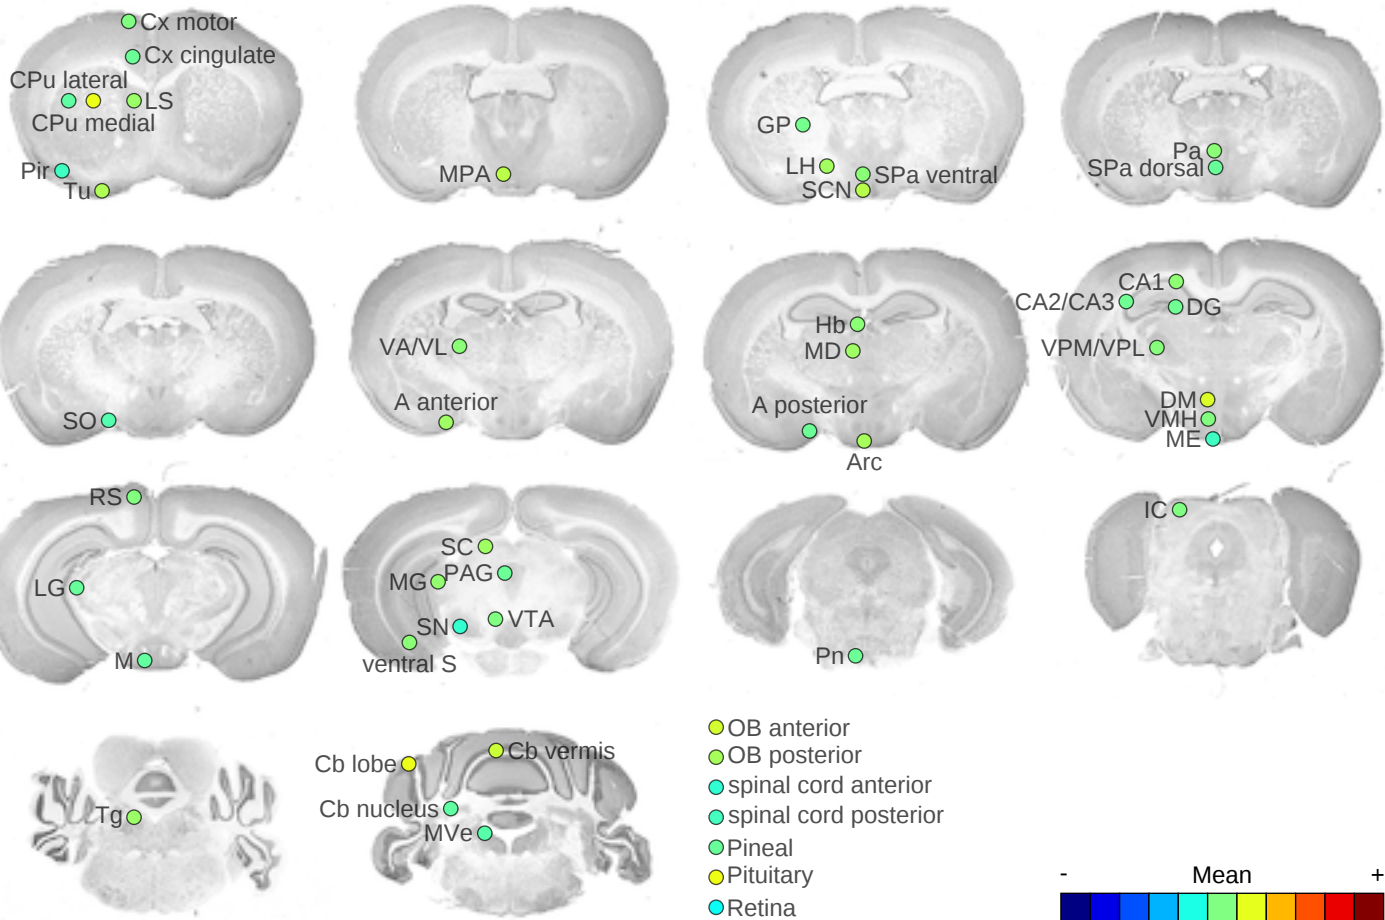 Cx motor
Cx cingulate
CPu lateral
LS
CPu medial
Pir
Tu
MPA
GP
LH
SPa ventral
SCN
Pa
SPa dorsal
SO
VA/VL
A anterior
Hb
MD
A posterior
Arc
CA1
CA2/CA3
DG
VPM/VPL
DM
VMH
ME
RS
LG
M
SC
MG
PAG
SN
VTA
ventral S
Pn
IC
Tg
Cb lobe
Cb vermis
Cb nucleus
MVe
OB anterior
OB posterior
spinal cord anterior
spinal cord posterior
Pineal
Pituitary
Retina
- Mean +